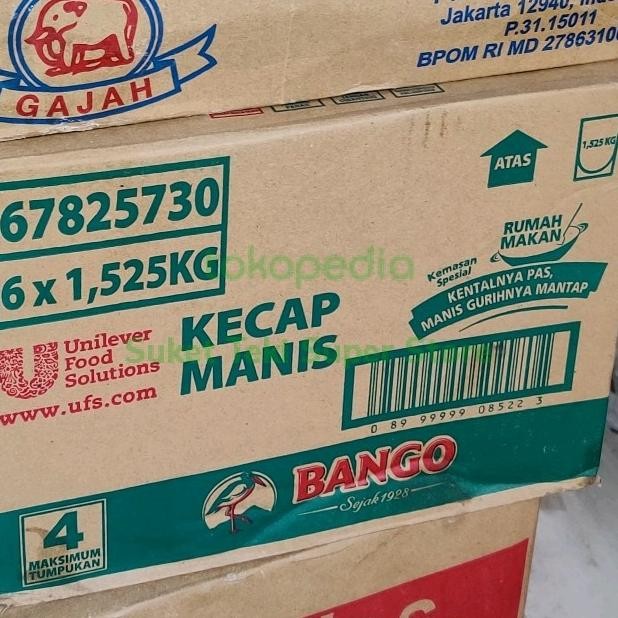 GAJAH
Jakarta 12940,
P.31.15011
BPOM RI MD 2786310
67825730
6 x 1,525KG
ATAS
1,525 KG
RUMAH
MAKAN
Kemasan
Spesial
KENTALNYA PAS,
MANIS GURIHNYA MANTAP
tokopedia
KECAP
MANIS
Unilever
Food
Solutions
www.ufs.com
0 89 99999 08522 3
BANGO
Sejak 1928
4
MAKSIMUM
TUMPUKAN